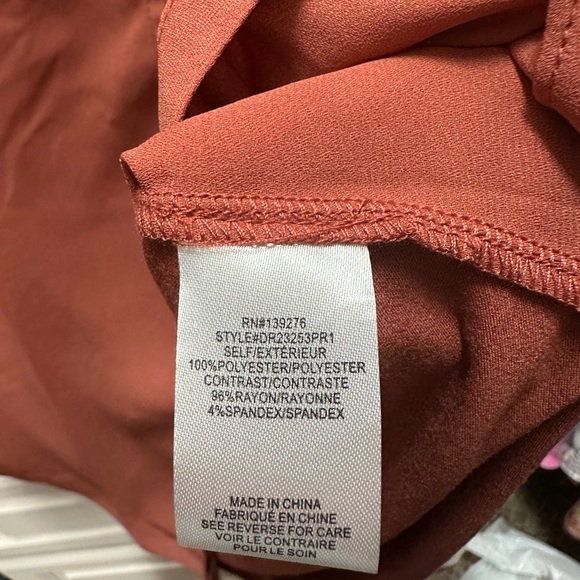 RN#139276
STYLE#DR23253PR1
SELF/EXTÉRIEUR
100%POLYESTER/POLYESTER
CONTRAST/CONTRASTE
96%RAYON/RAYONNE
4%SPANDEX/SPANDEX
MADE IN CHINA
FABRIQUÉ EN CHINE
SEE REVERSE FOR CARE
VOIR LE CONTRAIRE
POUR LE SOIN